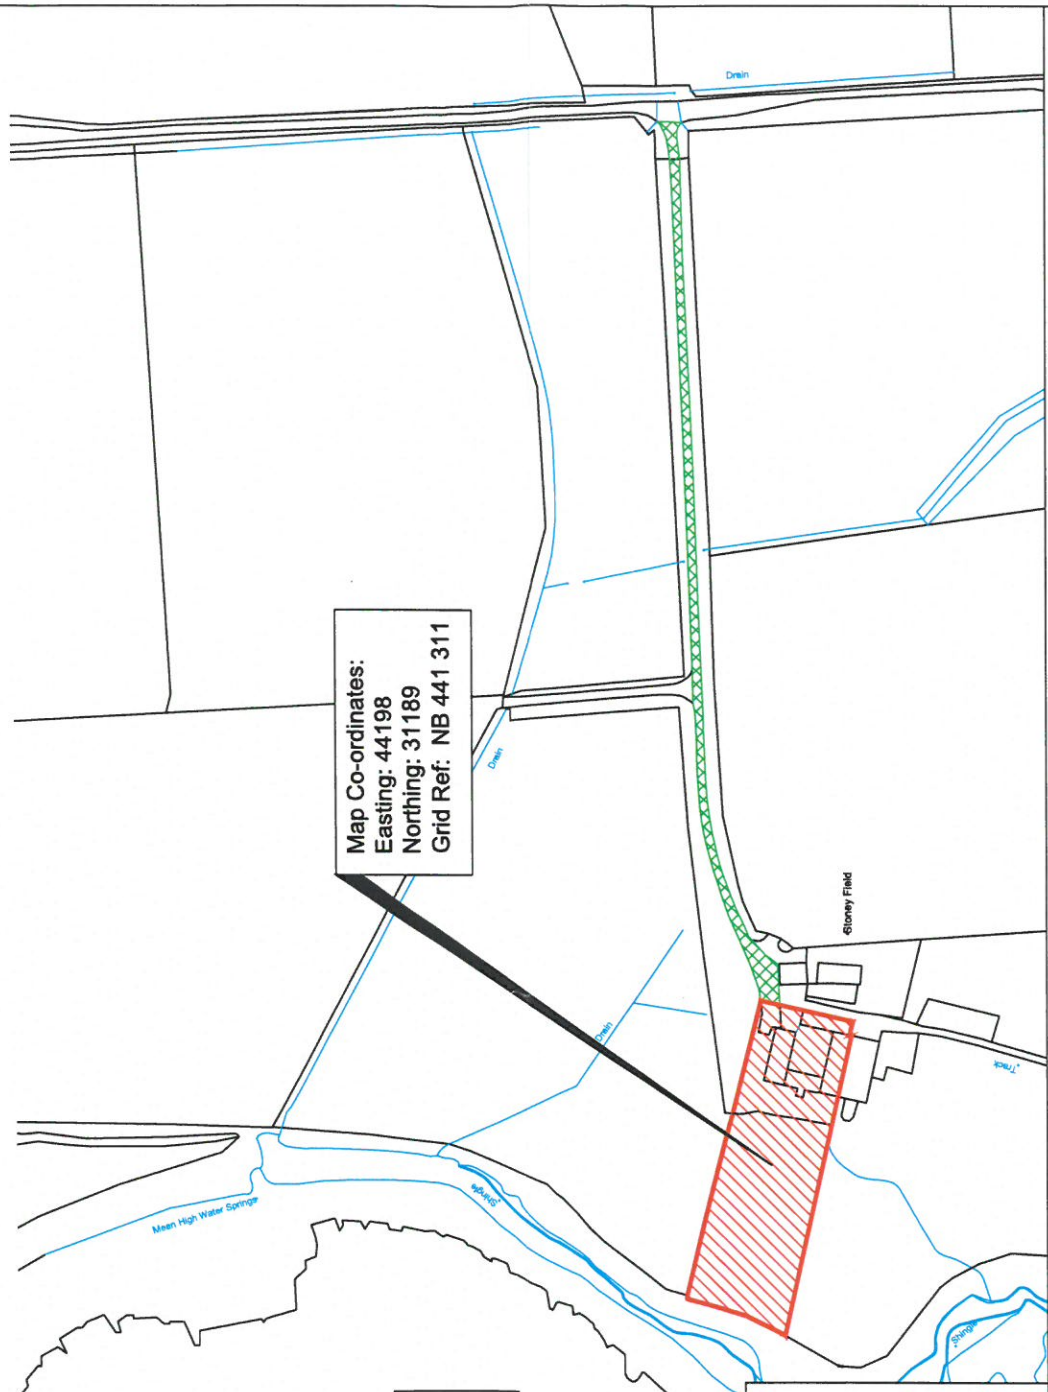 Drain
Map Co-ordinates:
Easting: 44198
Northing: 31189
Grid Ref: NB 441 311
Drain
Stoney Field
Drain
Track
Mean High Water Springs
Shingle
Shingle